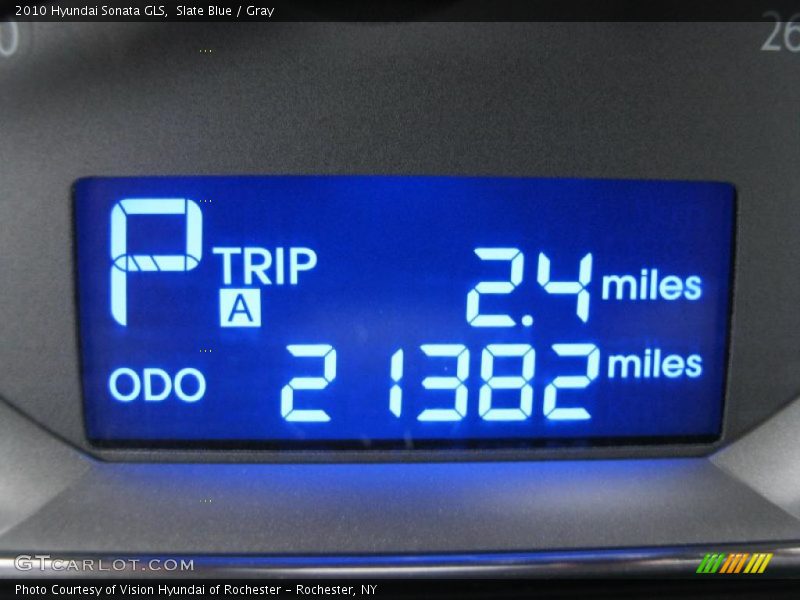 2010 Hyundai Sonata GLS, Slate Blue / Gray
0 26
P TRIP 2.4 miles
A
ODO 21382 miles
GTCARLOT.COM
Photo Courtesy of Vision Hyundai of Rochester - Rochester, NY